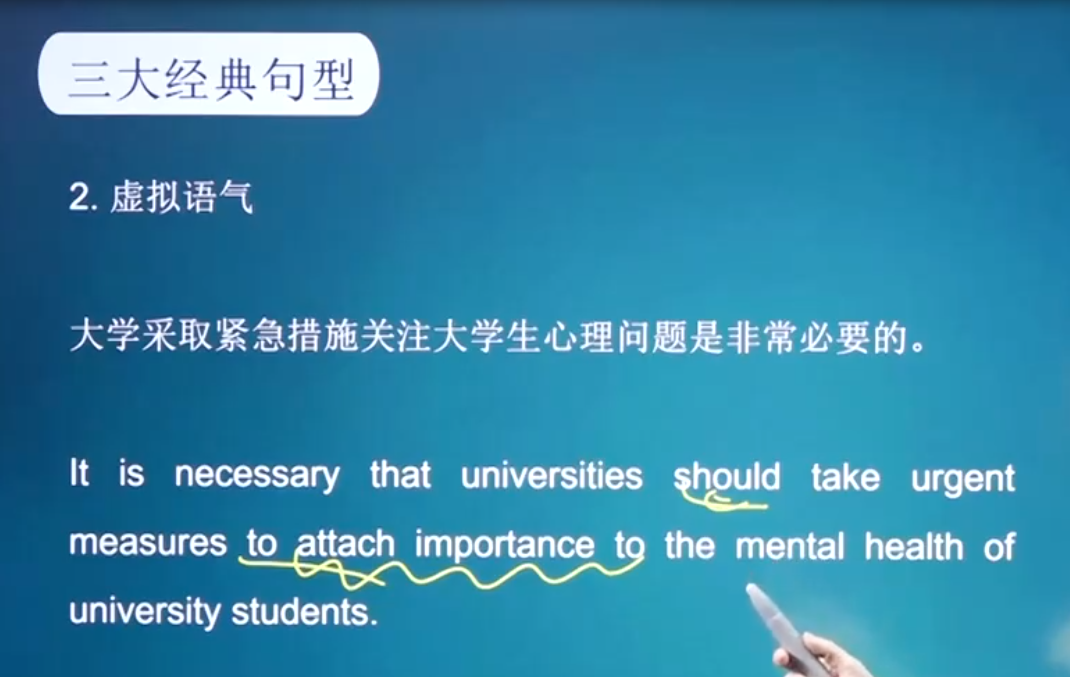 三大经典句型
2. 虚拟语气
大学采取紧急措施关注大学生心理问题是非常必要的。
It is necessary that universities should take urgent
measures to attach importance to the mental health of
university students.